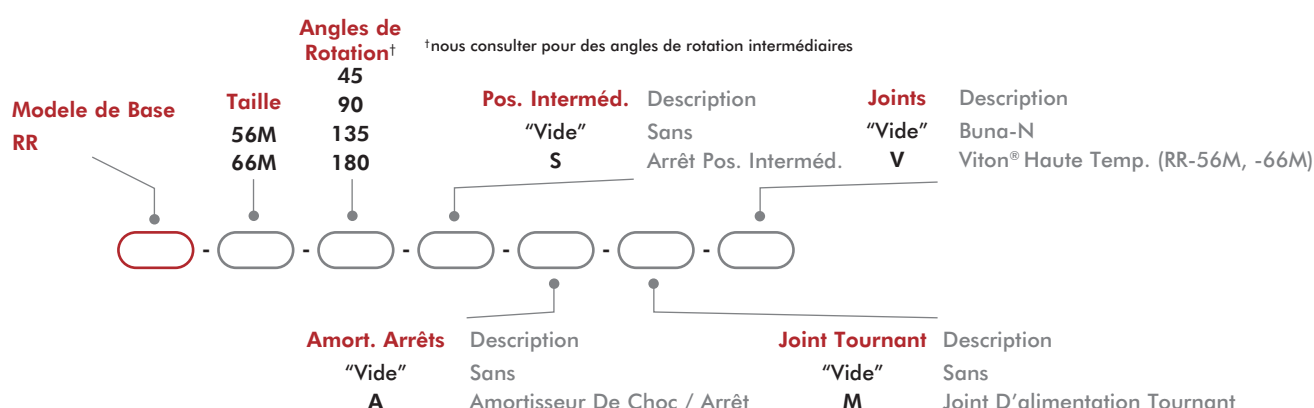 Angles de
Rotation† †nous consulter pour des angles de rotation intermédiaires
45
90
135
180
Modele de Base
RR
Taille
56M
66M
Pos. Interméd. Description
“Vide” Sans
S Arrêt Pos. Interméd.
Joints Description
“Vide” Buna-N
V Viton® Haute Temp. (RR-56M, -66M)
- - - - - -
Amort. Arrêts Description
“Vide” Sans
A Amortisseur De Choc / Arrêt
Joint Tournant Description
“Vide” Sans
M Joint D’alimentation Tournant